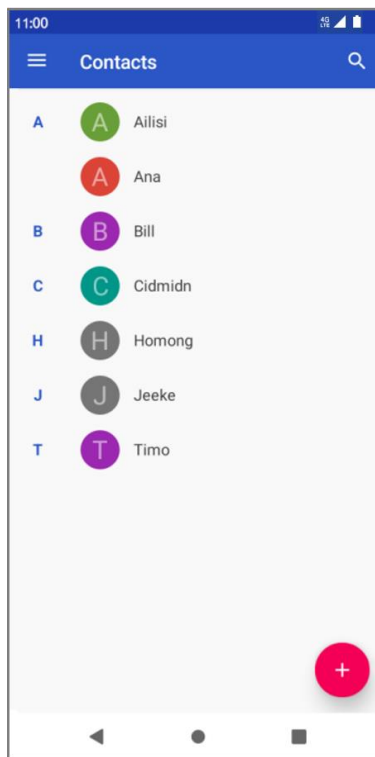 11:00 4G LTE
Contacts
A A Ailisi
A Ana
B B Bill
C C Cidmidn
H H Homong
J J Jeeke
T T Timo
+